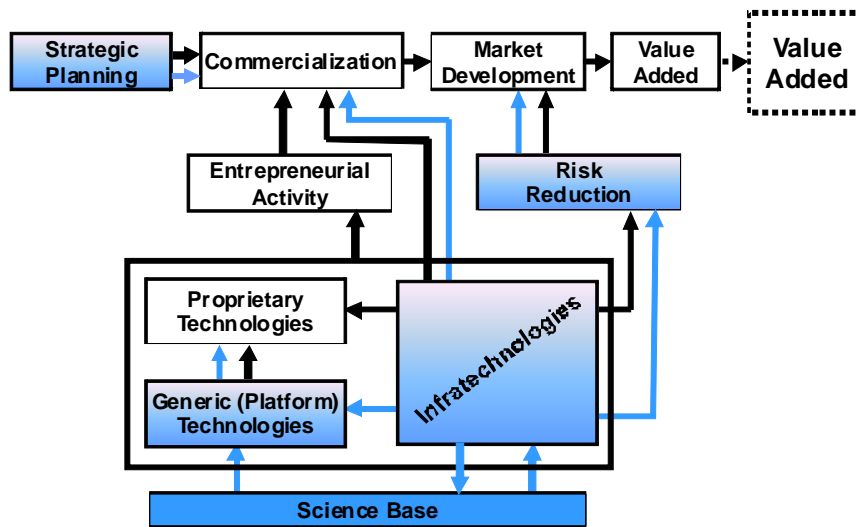 Strategic
Planning
Commercialization
Market
Development
Value
Added
Value
Added
Entrepreneurial
Activity
Risk
Reduction
Proprietary
Technologies
Infratechnologies
Generic (Platform)
Technologies
Science Base